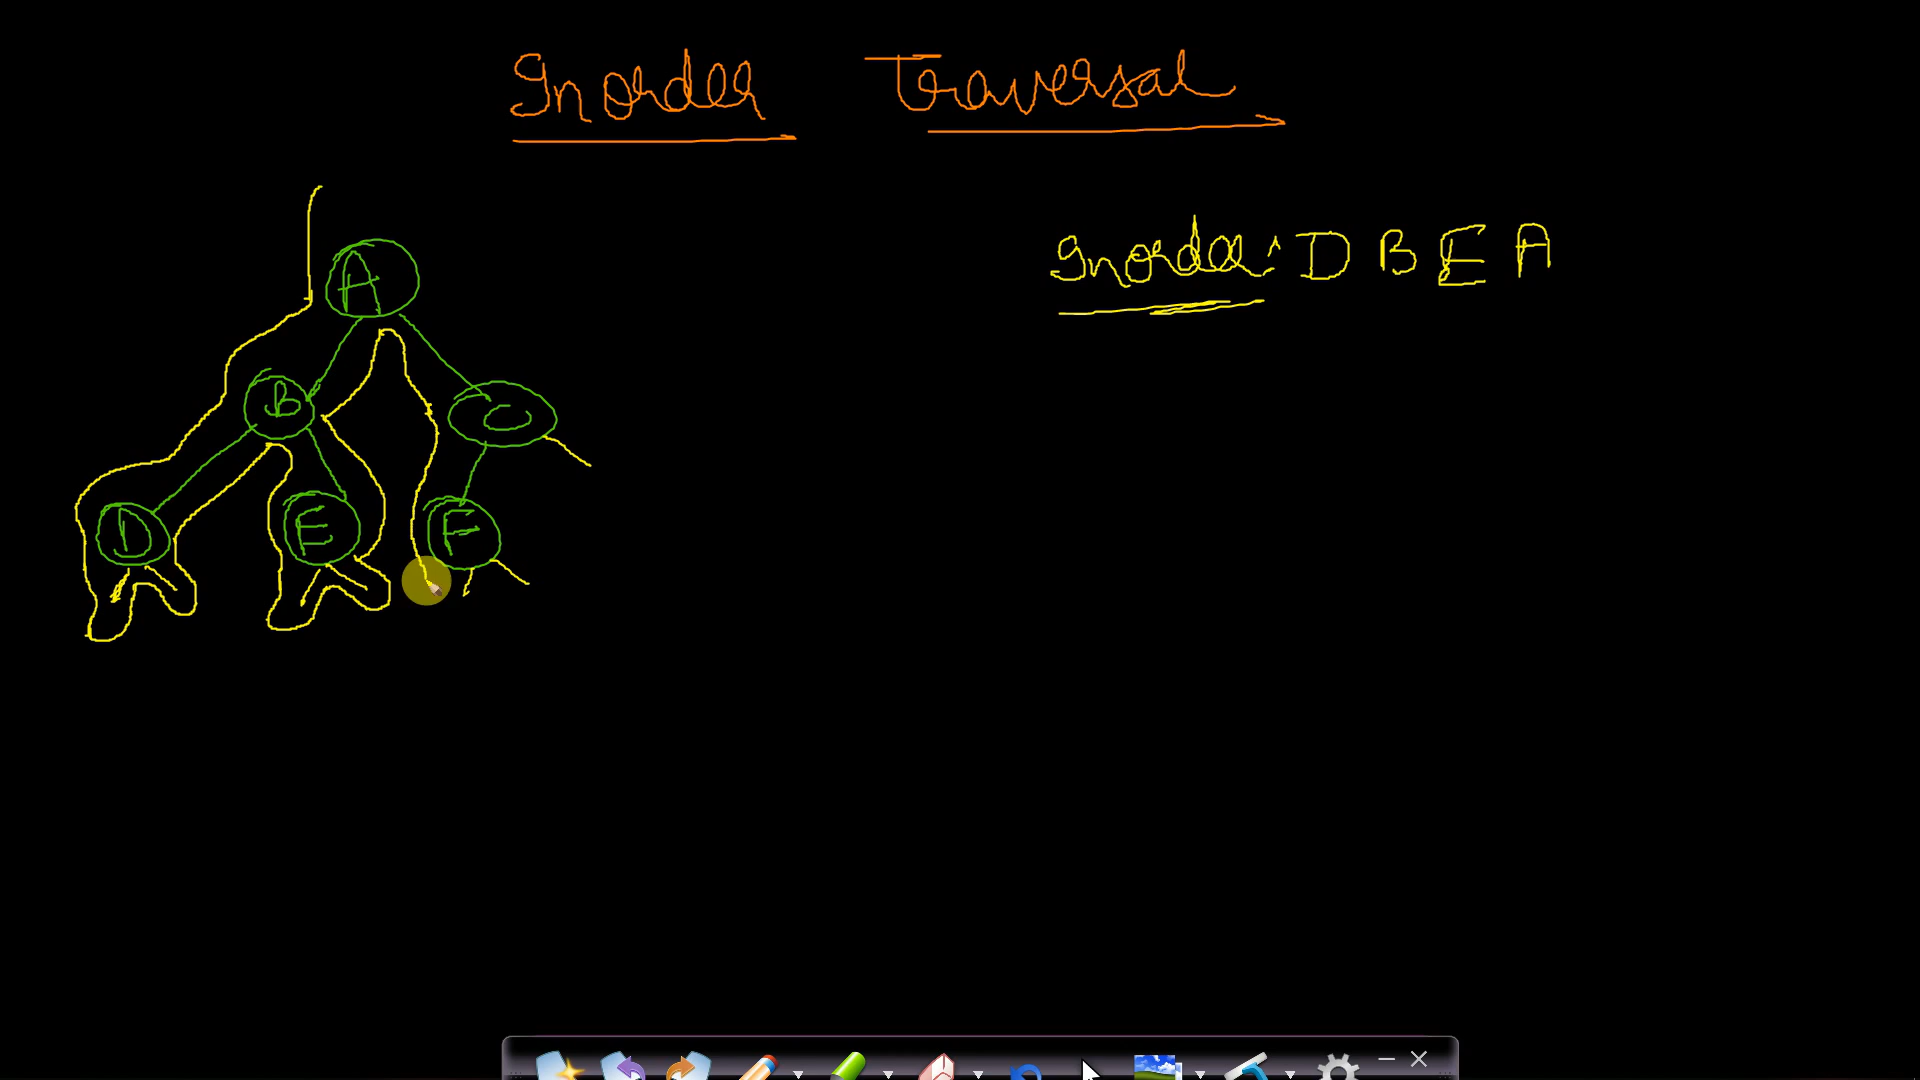 Inorder Traversal
Inorder: D B E A
A
B C
D E F